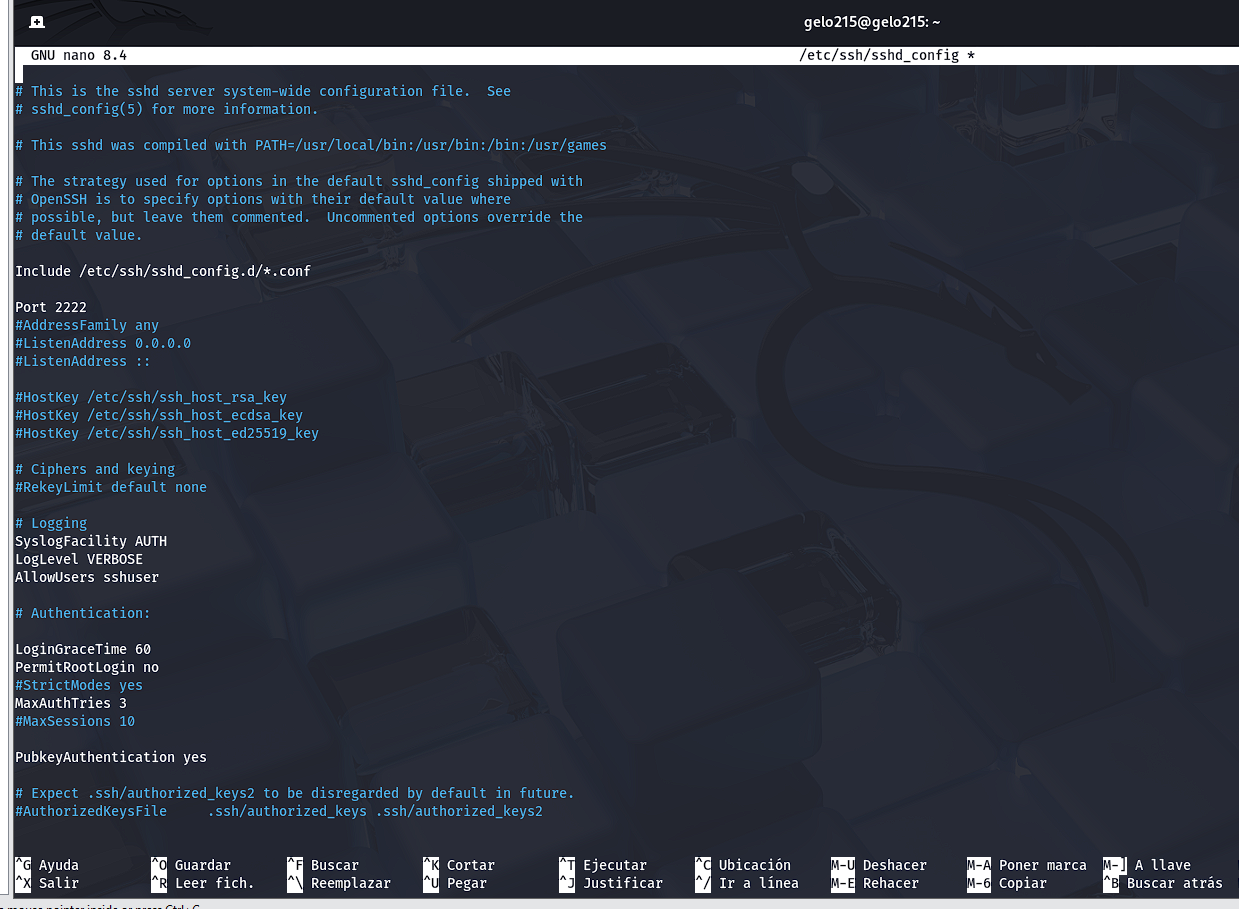 gelo215@gelo215: ~
GNU nano 8.4 /etc/ssh/sshd_config *
# This is the sshd server system-wide configuration file.  See
# sshd_config(5) for more information.
# This sshd was compiled with PATH=/usr/local/bin:/usr/bin:/bin:/usr/games
# The strategy used for options in the default sshd_config shipped with
# OpenSSH is to specify options with their default value where
# possible, but leave them commented.  Uncommented options override the
# default value.
Include /etc/ssh/sshd_config.d/*.conf
Port 2222
#AddressFamily any
#ListenAddress 0.0.0.0
#ListenAddress ::
#HostKey /etc/ssh/ssh_host_rsa_key
#HostKey /etc/ssh/ssh_host_ecdsa_key
#HostKey /etc/ssh/ssh_host_ed25519_key
# Ciphers and keying
#RekeyLimit default none
# Logging
SyslogFacility AUTH
LogLevel VERBOSE
AllowUsers sshuser
# Authentication:
LoginGraceTime 60
PermitRootLogin no
#StrictModes yes
MaxAuthTries 3
#MaxSessions 10
PubkeyAuthentication yes
# Expect .ssh/authorized_keys2 to be disregarded by default in future.
#AuthorizedKeysFile     .ssh/authorized_keys .ssh/authorized_keys2
^G Ayuda ^O Guardar ^F Buscar ^K Cortar ^T Ejecutar ^C Ubicación M-U Deshacer M-A Poner marca M-] A llave
^X Salir ^R Leer fich. ^\ Reemplazar ^U Pegar ^J Justificar ^/ Ir a línea M-E Rehacer M-6 Copiar ^B Buscar atrás